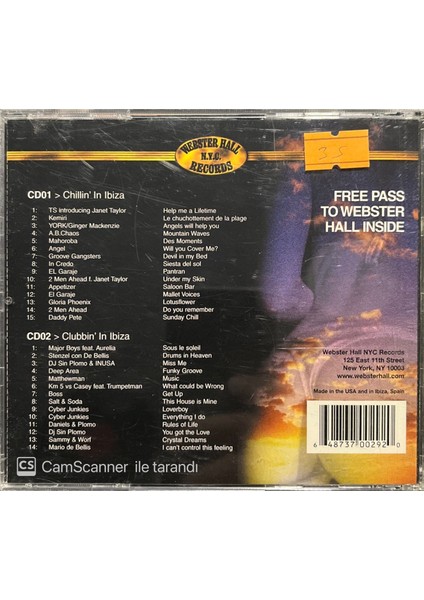 WEBSTER HALL
N.Y.C.
RECORDS
35
FREE PASS
TO WEBSTER
HALL INSIDE
CD01 > Chillin' In Ibiza
1: TS introducing Janet Taylor Help me a Lifetime
2: Kemiri Le chuchottement de la plage
3: YORK/Ginger Mackenzie Angels will help you
4: A.B.Chaos Mountain Waves
5: Mahoroba Des Moments
6: Angel Will you Cover Me?
7: Groove Gangsters Devil in my Bed
8: In Credo Siesta del sol
9: EL Garaje Pantran
10: 2 Men Ahead f. Janet Taylor Under my Skin
11: Appetizer Saloon Bar
12: El Garaje Mallet Voices
13: Gloria Phoenix Lotusflower
14: 2 Men Ahead Do you remember
15: Daddy Pete Sunday Chill
CD02 > Clubbin' In Ibiza
1: Major Boys feat. Aurelia Sous le soleil
2: Stenzel con De Bellis Drums in Heaven
3: DJ Sin Plomo & INUSA Miss Me
4: Deep Area Funky Groove
5: Matthewman Music
6: Km 5 vs Casey feat. Trumpetman What could be Wrong
7: Boss Get Up
8: Salt & Soda This House is Mine
9: Cyber Junkies Loverboy
10: Cyber Junkies Everything I do
11: Daniels & Plomo Rules of Life
12: Dj Sin Plomo You got the Love
13: Sammy & Worf Crystal Dreams
14: Mario de Bellis I can't control this feeling
Webster Hall NYC Records
125 East 11th Street
New York, NY 10003
www.websterhall.com
Made in the USA and in Ibiza, Spain
6 48737 00292 0
CS CamScanner ile tarandı